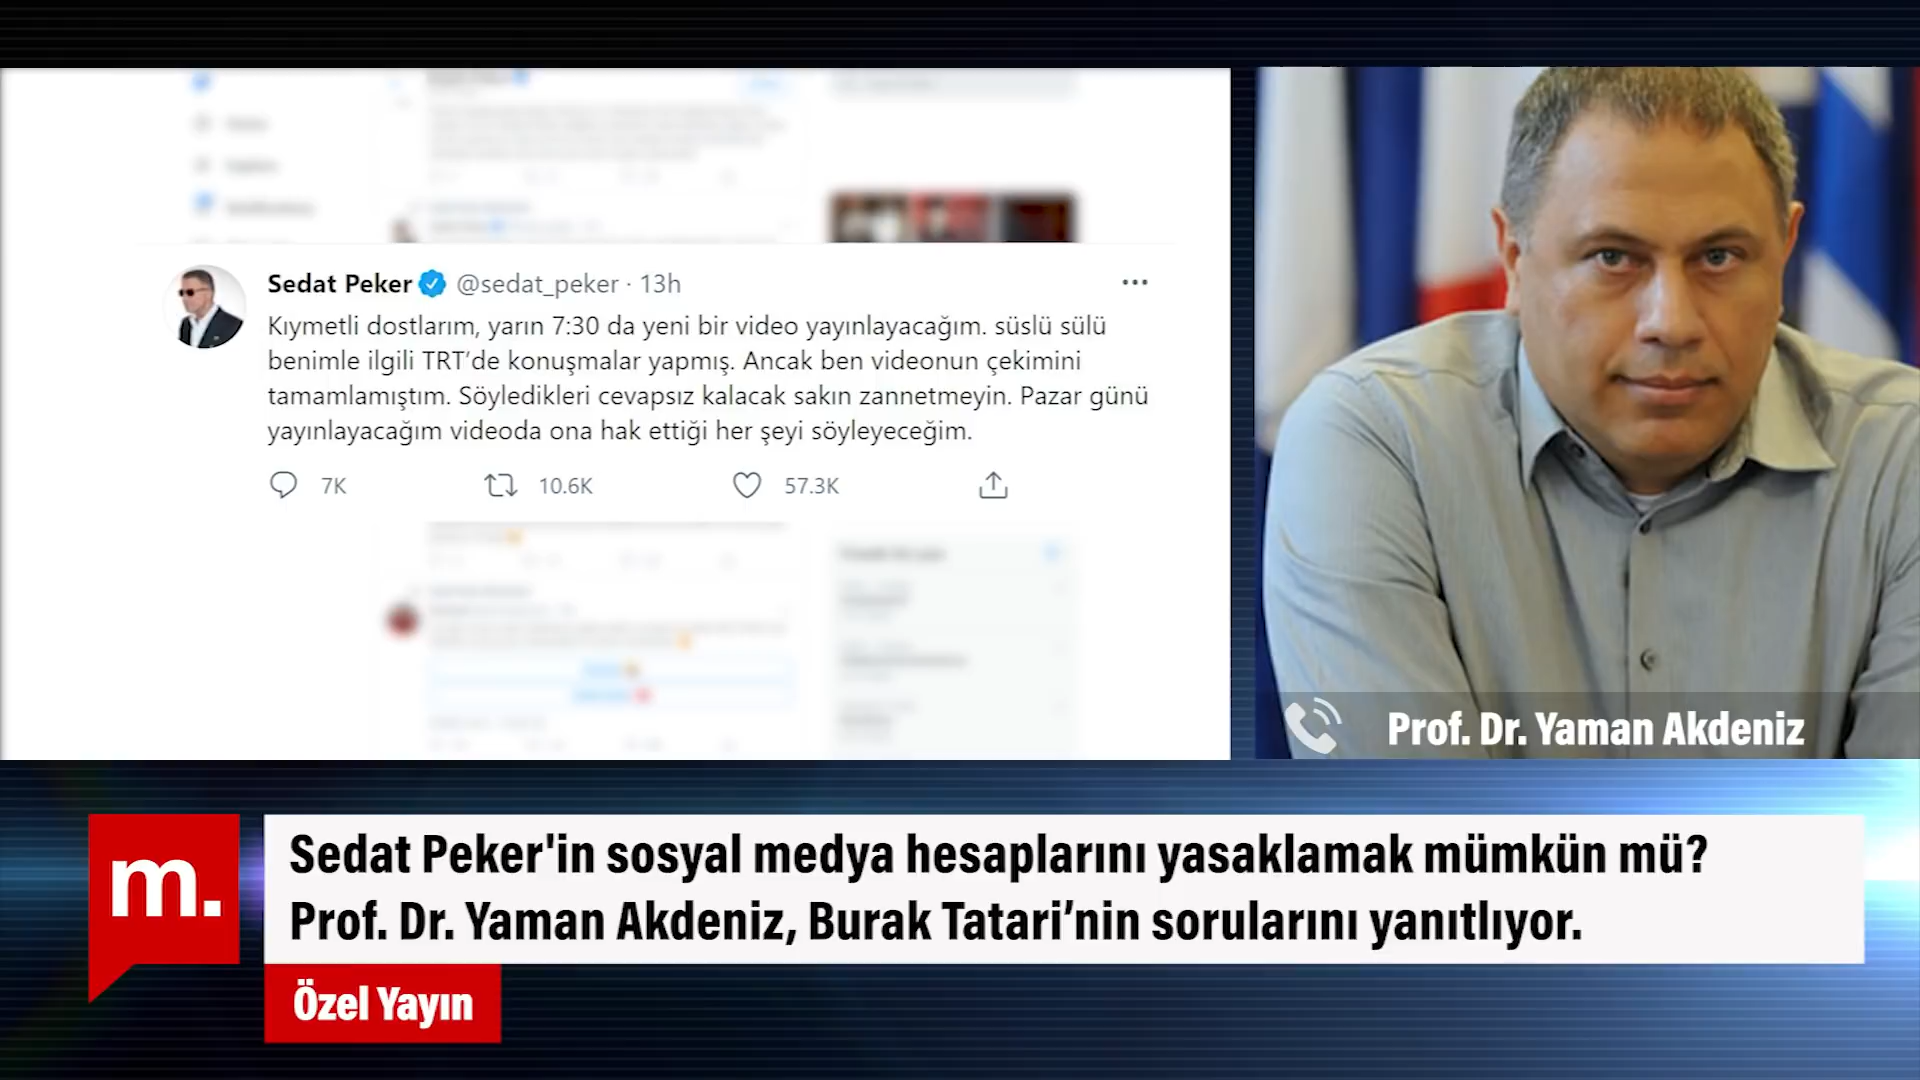 Sedat Peker @sedat_peker · 13h
Kıymetli dostlarım, yarın 7:30 da yeni bir video yayınlayacağım. süslü sülü
benimle ilgili TRT’de konuşmalar yapmış. Ancak ben videonun çekimini
tamamlamıştım. Söyledikleri cevapsız kalacak sakın zannetmeyin. Pazar günü
yayınlayacağım videoda ona hak ettiği her şeyi söyleyeceğim.
7K 10.6K 57.3K
Prof. Dr. Yaman Akdeniz
m.
Sedat Peker'in sosyal medya hesaplarını yasaklamak mümkün mü?
Prof. Dr. Yaman Akdeniz, Burak Tatari’nin sorularını yanıtlıyor.
Özel Yayın